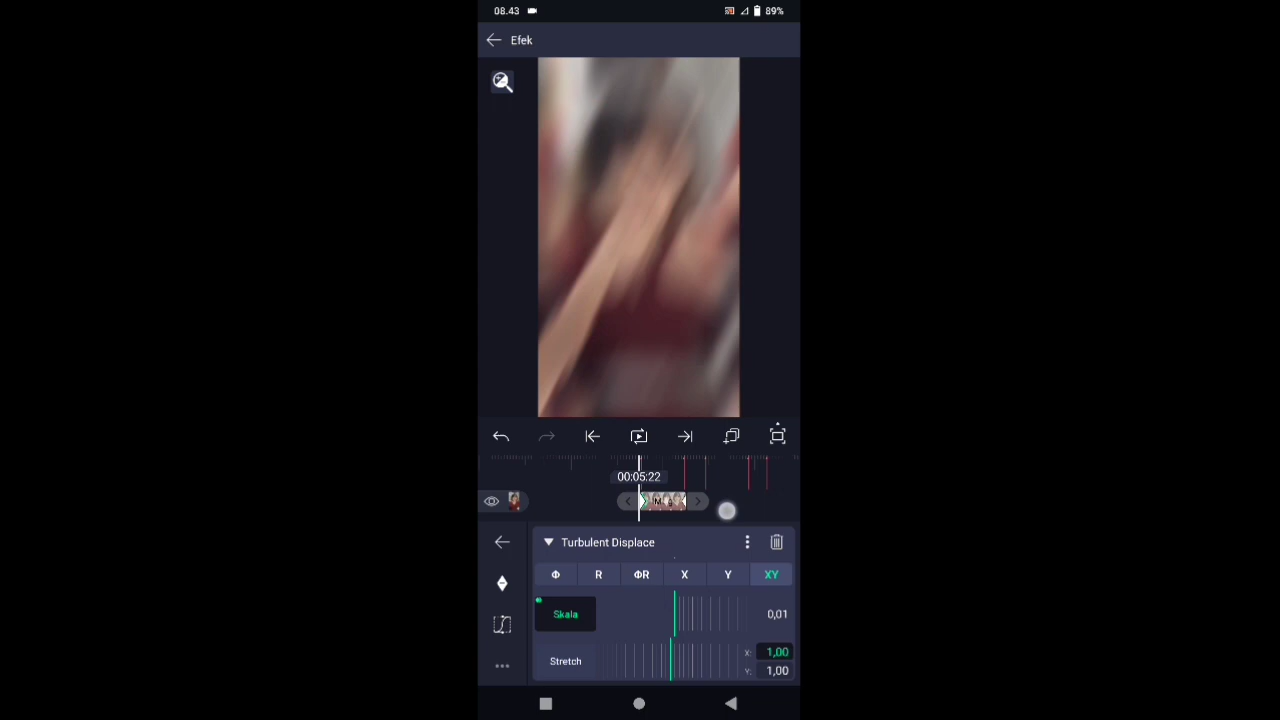 08.43
89%
Efek
00:05:22
Turbulent Displace
Φ R ΦR X Y XY
Skala 0,01
Stretch X: 1,00
Y: 1,00